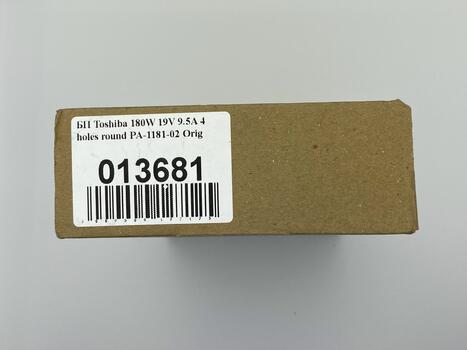 БП Toshiba 180W 19V 9.5A 4
holes round PA-1181-02 Orig
013681